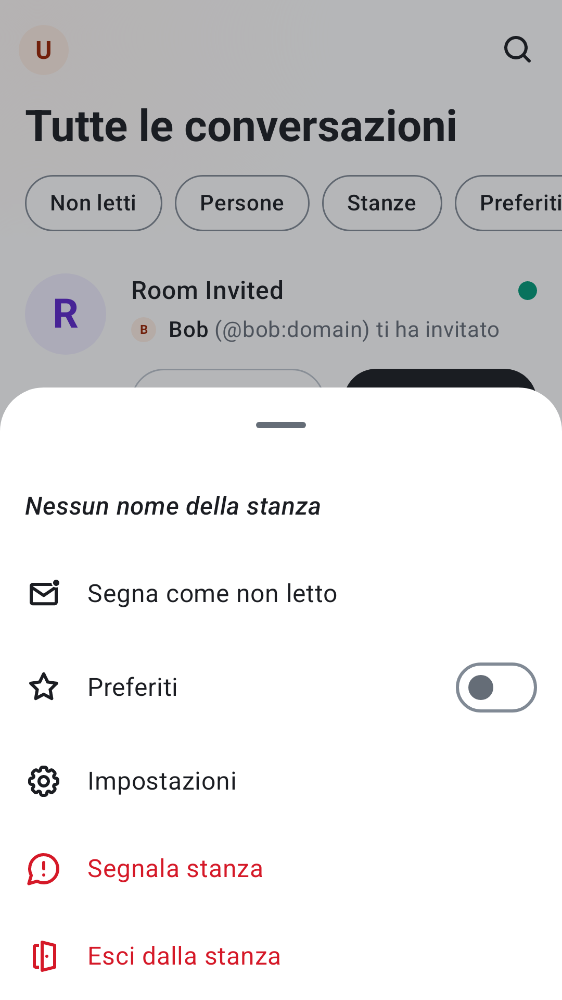 U
Tutte le conversazioni
Non letti Persone Stanze Preferiti
R
Room Invited
B Bob (@bob:domain) ti ha invitato
Nessun nome della stanza
Segna come non letto
Preferiti
Impostazioni
Segnala stanza
Esci dalla stanza